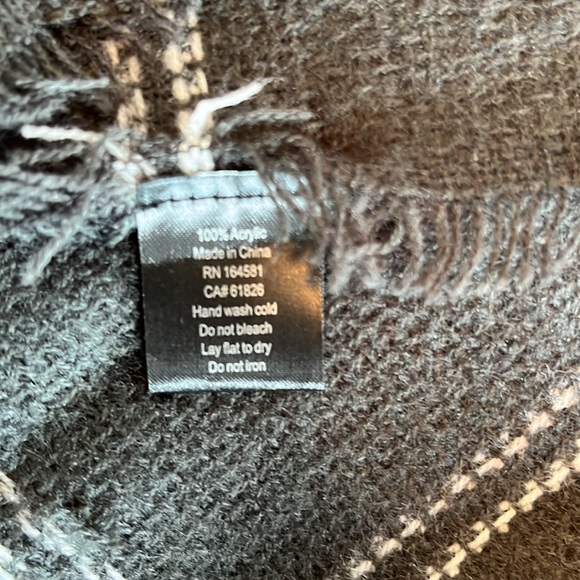 100% Acrylic
Made in China
RN 164581
CA# 61826
Hand wash cold
Do not bleach
Lay flat to dry
Do not iron